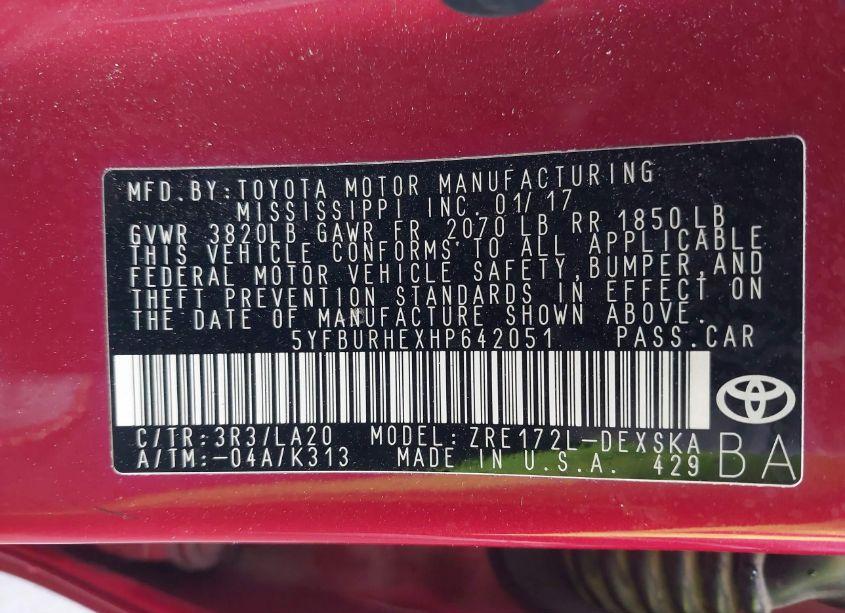 MFD.BY:TOYOTA MOTOR MANUFACTURING
MISSISSIPPI INC. 01/17
GVWR 3820LB GAWR FR 2070 LB RR 1850LB
THIS VEHICLE CONFORMS TO ALL APPLICABLE
FEDERAL MOTOR VEHICLE SAFETY,BUMPER,AND
THEFT PREVENTION STANDARDS IN EFFECT ON
THE DATE OF MANUFACTURE SHOWN ABOVE.
5YFBURHEXHP642051 PASS.CAR
C/TR:3R3/LA20 MODEL: ZRE172L-DEXSKA
A/TM:-04A/K313 MADE IN U.S.A. 429 BA